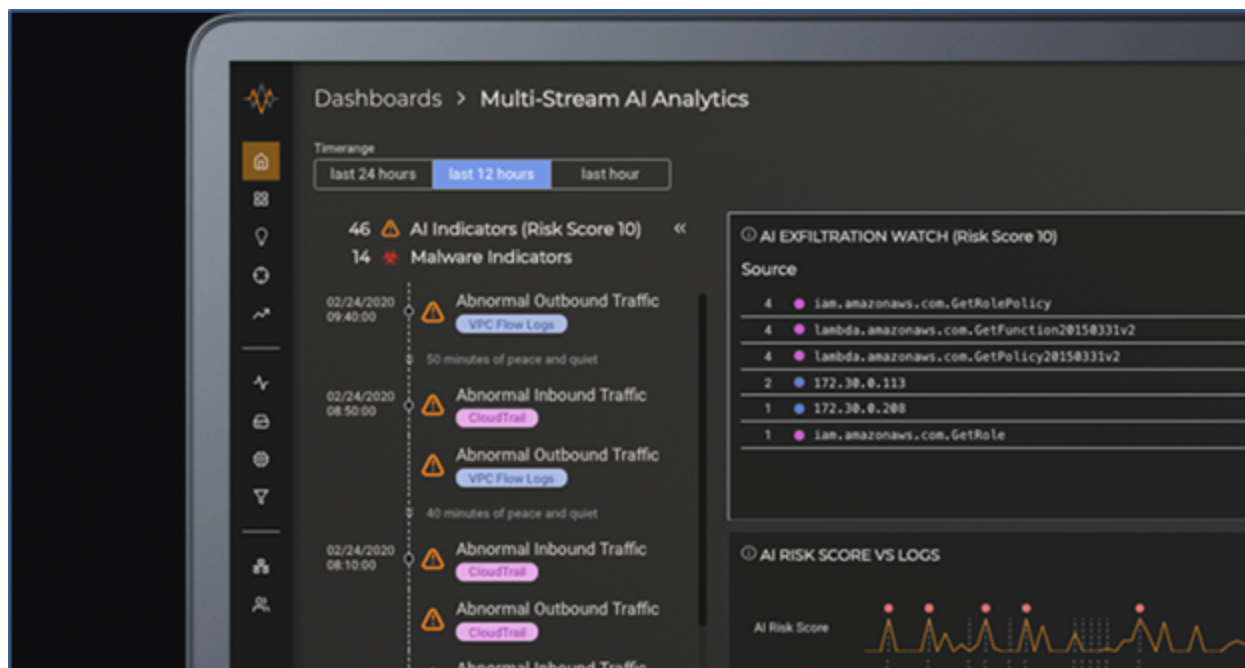 Dashboards > Multi-Stream AI Analytics
Timerange
last 24 hours
last 12 hours
last hour
46 AI Indicators (Risk Score 10) «
14 Malware Indicators
02/24/2020
09:40:00
Abnormal Outbound Traffic
VPC Flow Logs
50 minutes of peace and quiet
02/24/2020
08:50:00
Abnormal Inbound Traffic
CloudTrail
Abnormal Outbound Traffic
VPC Flow Logs
40 minutes of peace and quiet
02/24/2020
08:10:00
Abnormal Inbound Traffic
CloudTrail
Abnormal Outbound Traffic
CloudTrail
Abnormal Inbound Traffic
AI EXFILTRATION WATCH (Risk Score 10)
Source
4 iam.amazonaws.com.GetRolePolicy
4 lambda.amazonaws.com.GetFunction20150331v2
4 lambda.amazonaws.com.GetPolicy20150331v2
2 172.30.0.113
1 172.30.0.208
1 iam.amazonaws.com.GetRole
AI RISK SCORE VS LOGS
AI Risk Score